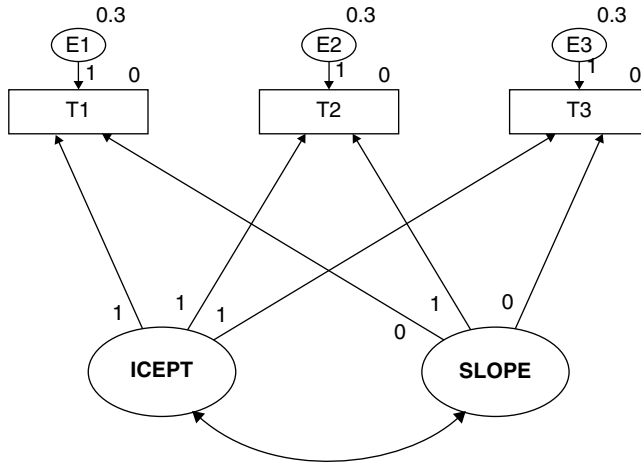 0.3 0.3 0.3
E1 E2 E3
1 0 1 0 1 0
T1 T2 T3
1 1 1 0 1 0
ICEPT SLOPE